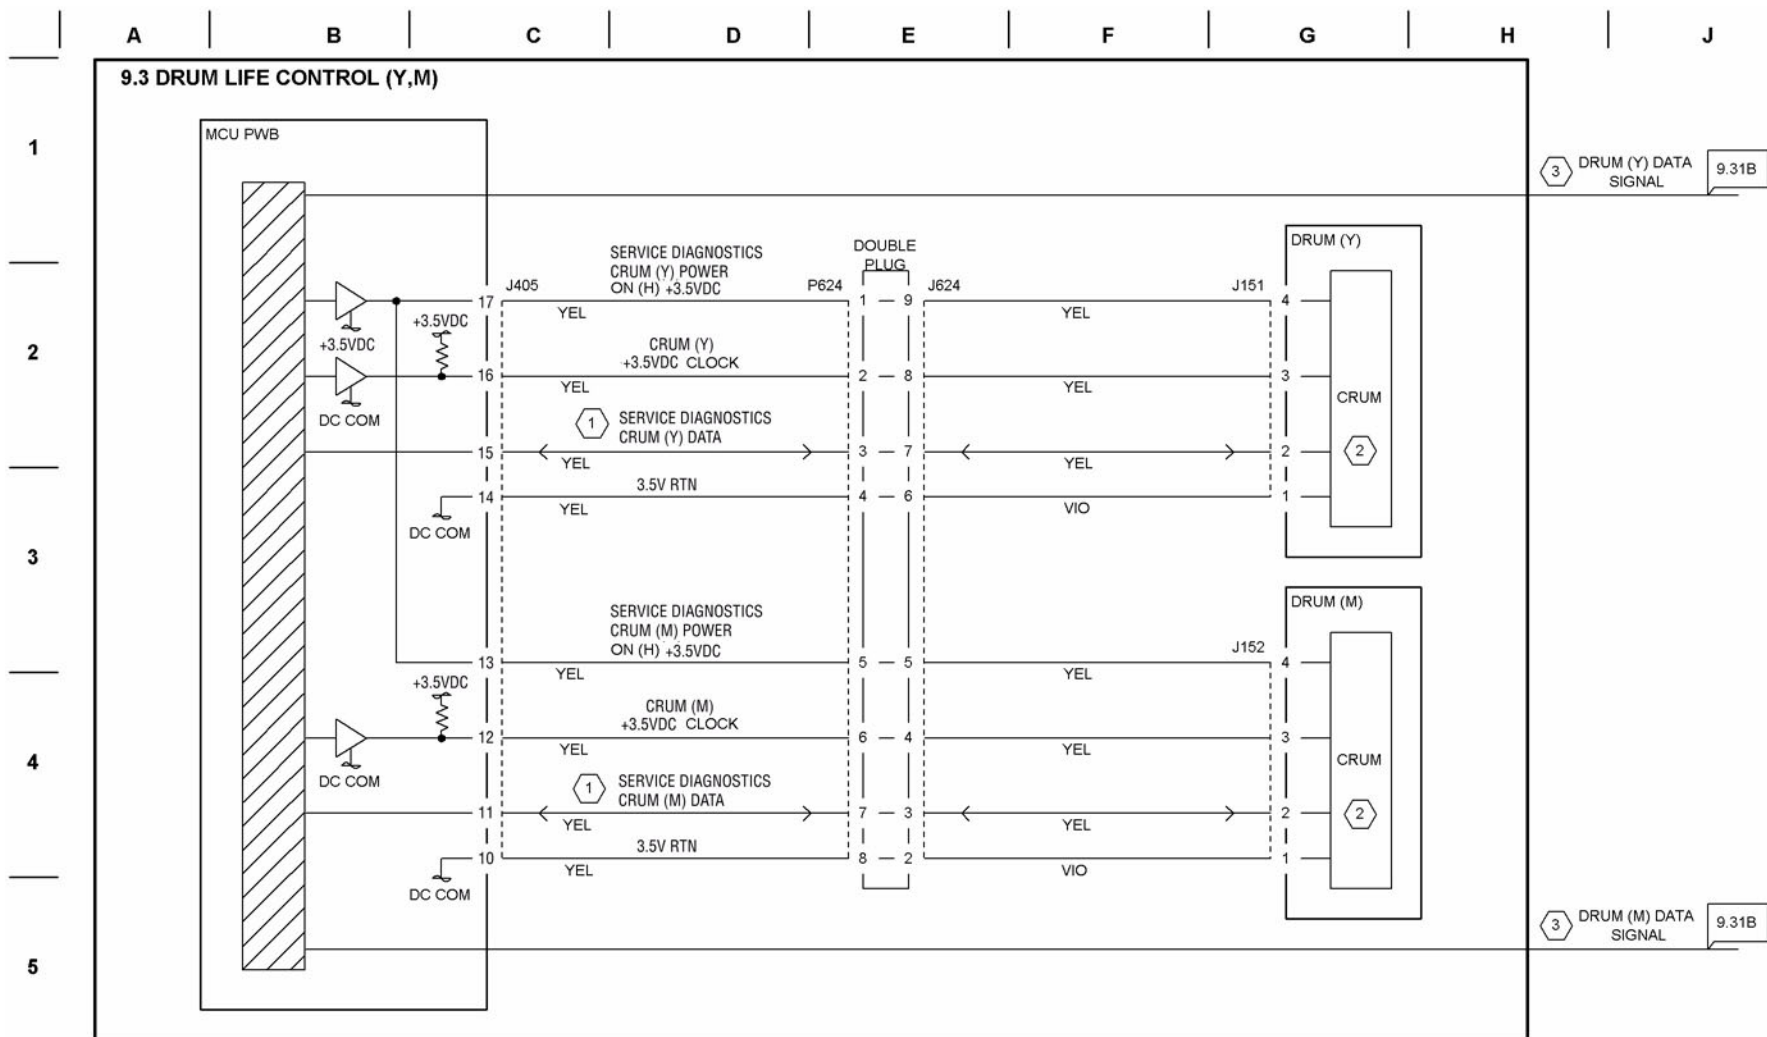 A B C D E F G H J
9.3 DRUM LIFE CONTROL (Y,M)
MCU PWB
1
3 DRUM (Y) DATA
SIGNAL
9.31B
DRUM (Y)
SERVICE DIAGNOSTICS
CRUM (Y) POWER
ON (H) +3.5VDC
DOUBLE
PLUG
J405
P624
J624
J151
17
1 — 9
4
YEL
YEL
+3.5VDC
+3.5VDC
2
CRUM (Y)
+3.5VDC CLOCK
16
2 — 8
3
YEL
YEL
CRUM
DC COM
1 SERVICE DIAGNOSTICS
CRUM (Y) DATA
15
3 — 7
2
2
YEL
YEL
3.5V RTN
14
4 — 6
1
YEL
VIO
DC COM
3
DRUM (M)
SERVICE DIAGNOSTICS
CRUM (M) POWER
ON (H) +3.5VDC
J152
13
5 — 5
4
YEL
YEL
+3.5VDC
CRUM (M)
+3.5VDC CLOCK
12
6 — 4
3
YEL
YEL
4
CRUM
DC COM
1 SERVICE DIAGNOSTICS
CRUM (M) DATA
11
7 — 3
2
2
YEL
YEL
3.5V RTN
10
8 — 2
1
YEL
VIO
DC COM
3 DRUM (M) DATA
SIGNAL
9.31B
5